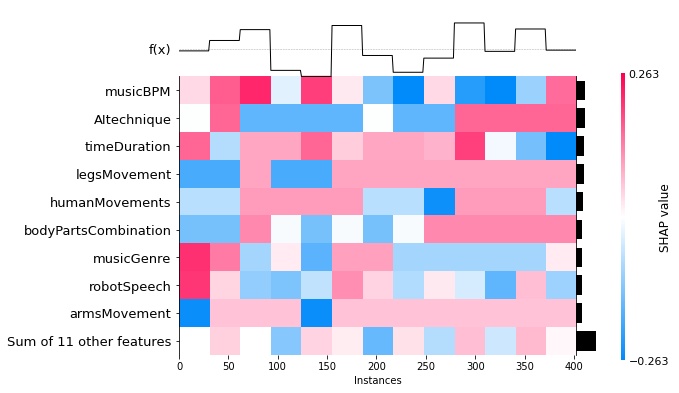 f(x)
musicBPM
AItechnique
timeDuration
legsMovement
humanMovements
bodyPartsCombination
musicGenre
robotSpeech
armsMovement
Sum of 11 other features
0 50 100 150 200 250 300 350 400
Instances
0.263
SHAP value
−0.263